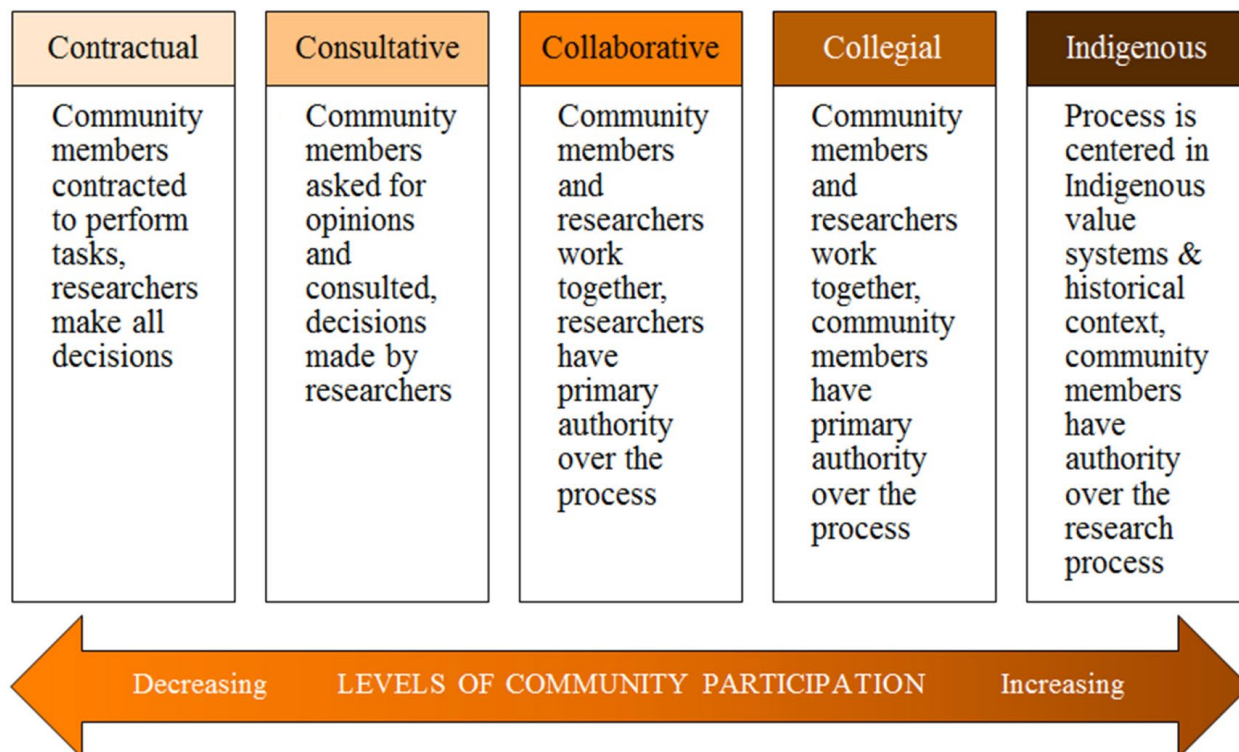 Contractual
Community
members
contracted
to perform
tasks,
researchers
make all
decisions
Consultative
Community
members
asked for
opinions
and
consulted,
decisions
made by
researchers
Collaborative
Community
members
and
researchers
work
together,
researchers
have
primary
authority
over the
process
Collegial
Community
members
and
researchers
work
together,
community
members
have
primary
authority
over the
process
Indigenous
Process is
centered in
Indigenous
value
systems &
historical
context,
community
members
have
authority
over the
research
process
Decreasing LEVELS OF COMMUNITY PARTICIPATION Increasing